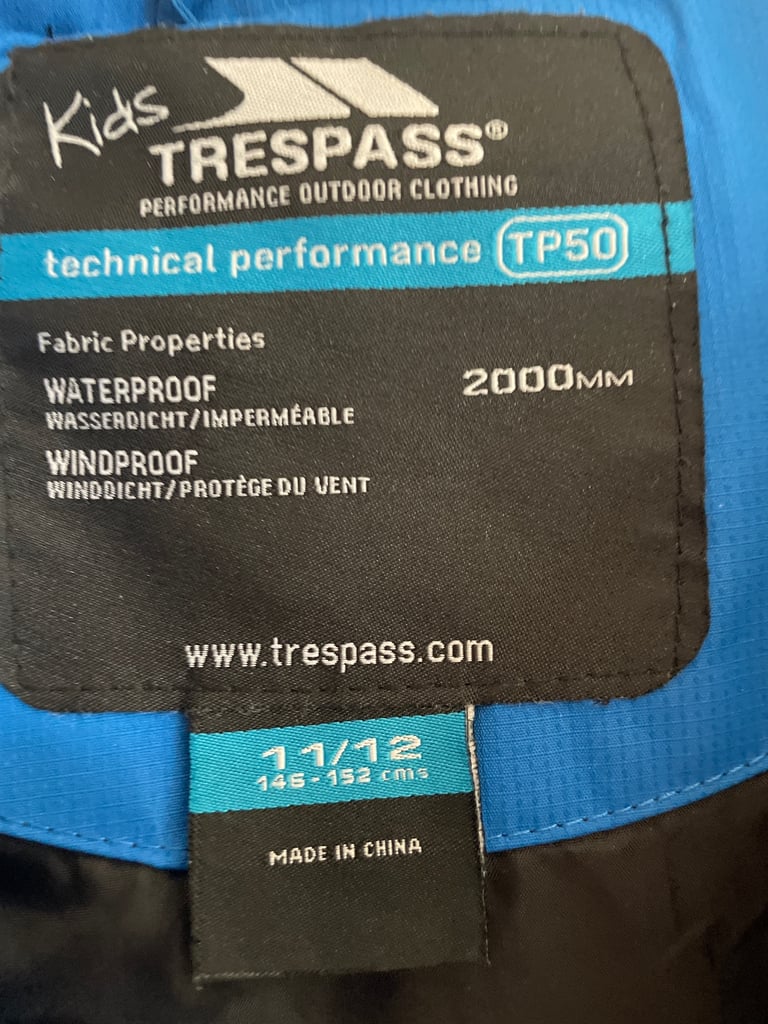 Kids
TRESPASS®
PERFORMANCE OUTDOOR CLOTHING
technical performance TP50
Fabric Properties
WATERPROOF 2000MM
WASSERDICHT/IMPERMÉABLE
WINDPROOF
WINDDICHT/PROTÈGE DU VENT
www.trespass.com
11/12
146-152 cms
MADE IN CHINA